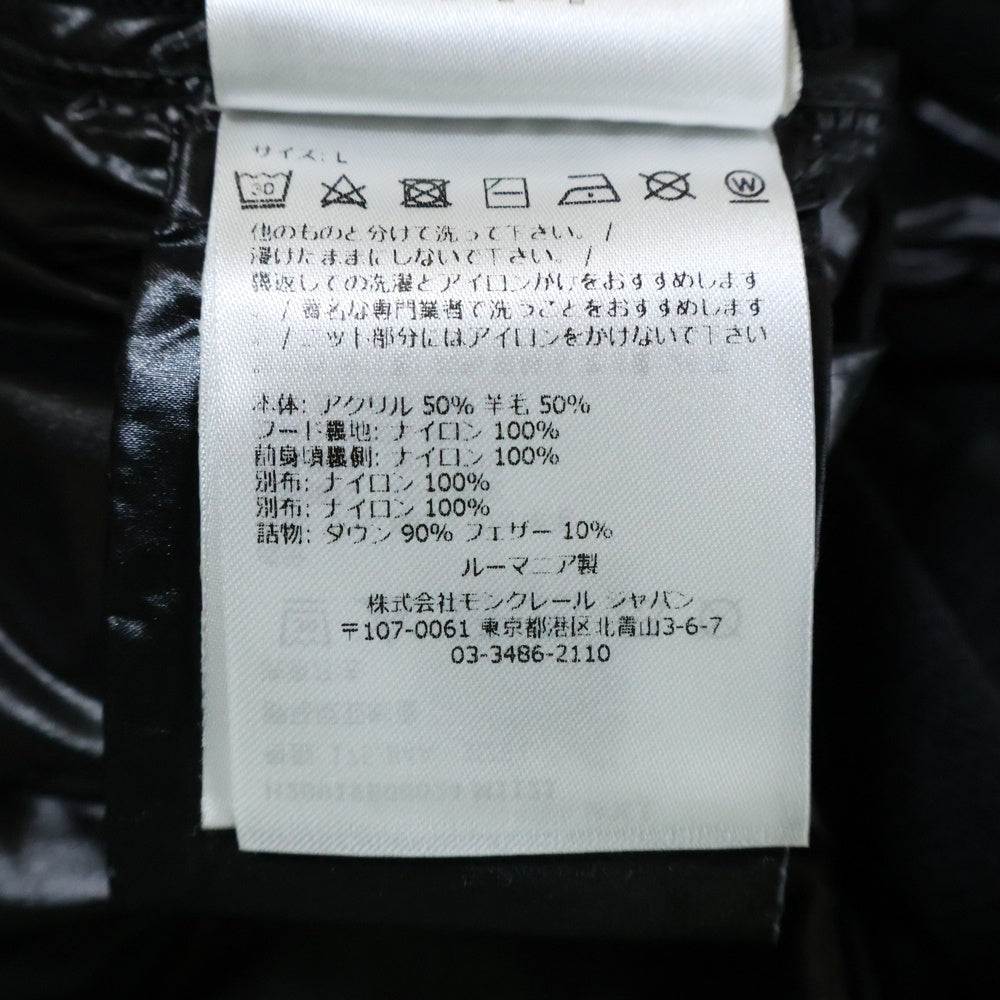 サイズ: L
30 W
他のものと分けて洗って下さい。/
浸けたままにしないで下さい。/
裏返しての洗濯とアイロンがけをおすすめします
/ 著名な専門業者で洗うことをおすすめします
。/ ニット部分にはアイロンをかけないで下さい
。
本体: アクリル 50% 羊毛 50%
フード裏地: ナイロン 100%
前身頃裏側: ナイロン 100%
別布: ナイロン 100%
別布: ナイロン 100%
詰物: ダウン 90% フェザー 10%
ルーマニア製
株式会社モンクレール ジャパン
〒107-0061 東京都港区北青山3-6-7
03-3486-2110